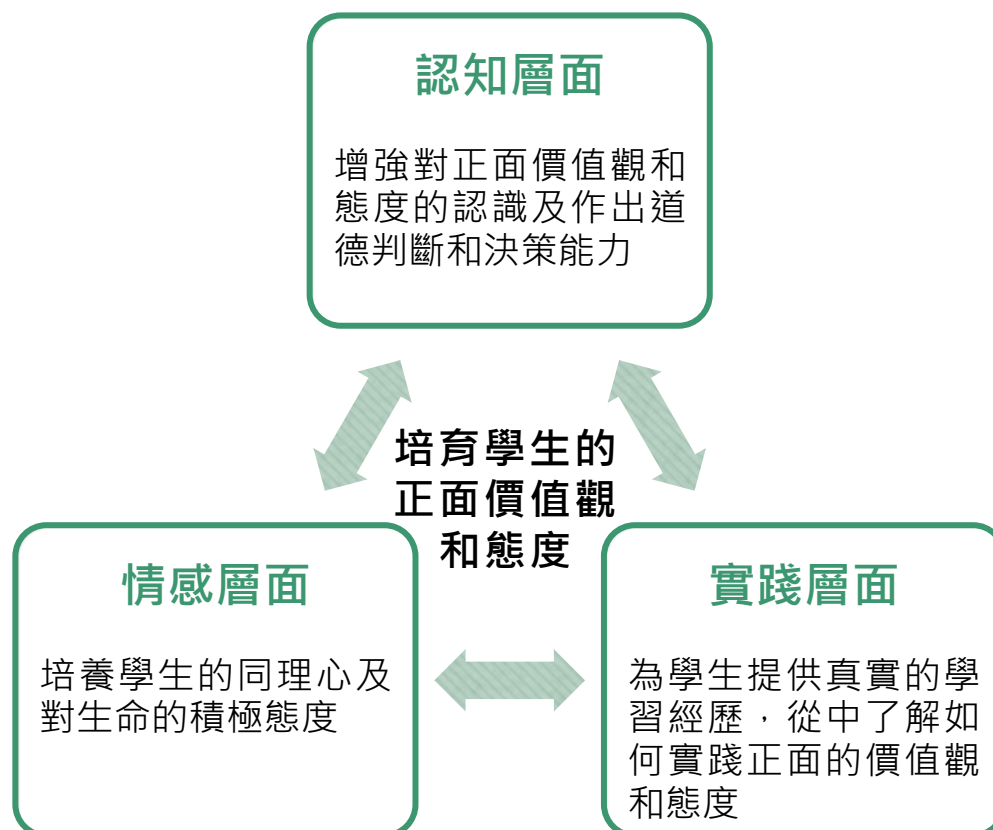 認知層面
增強對正面價值觀和
態度的認識及作出道
德判斷和決策能力
培育學生的
正面價值觀
和態度
情感層面
培養學生的同理心及
對生命的積極態度
實踐層面
為學生提供真實的學
習經歷，從中了解如
何實踐正面的價值觀
和態度